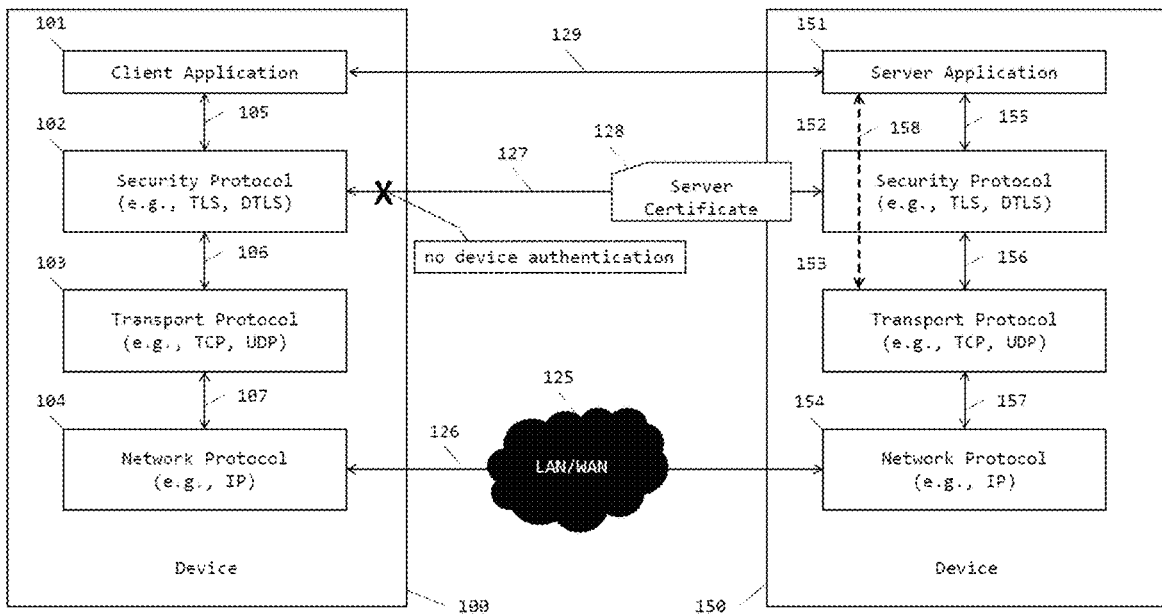 101
129
151
Client Application
Server Application
105
102
128
152
158
155
127
Security Protocol
(e.g., TLS, DTLS)
Server
Certificate
Security Protocol
(e.g., TLS, DTLS)
no device authentication
106
103
153
156
Transport Protocol
(e.g., TCP, UDP)
Transport Protocol
(e.g., TCP, UDP)
125
107
104
154
157
126
Network Protocol
(e.g., IP)
LAN/WAN
Network Protocol
(e.g., IP)
Device
Device
100
150